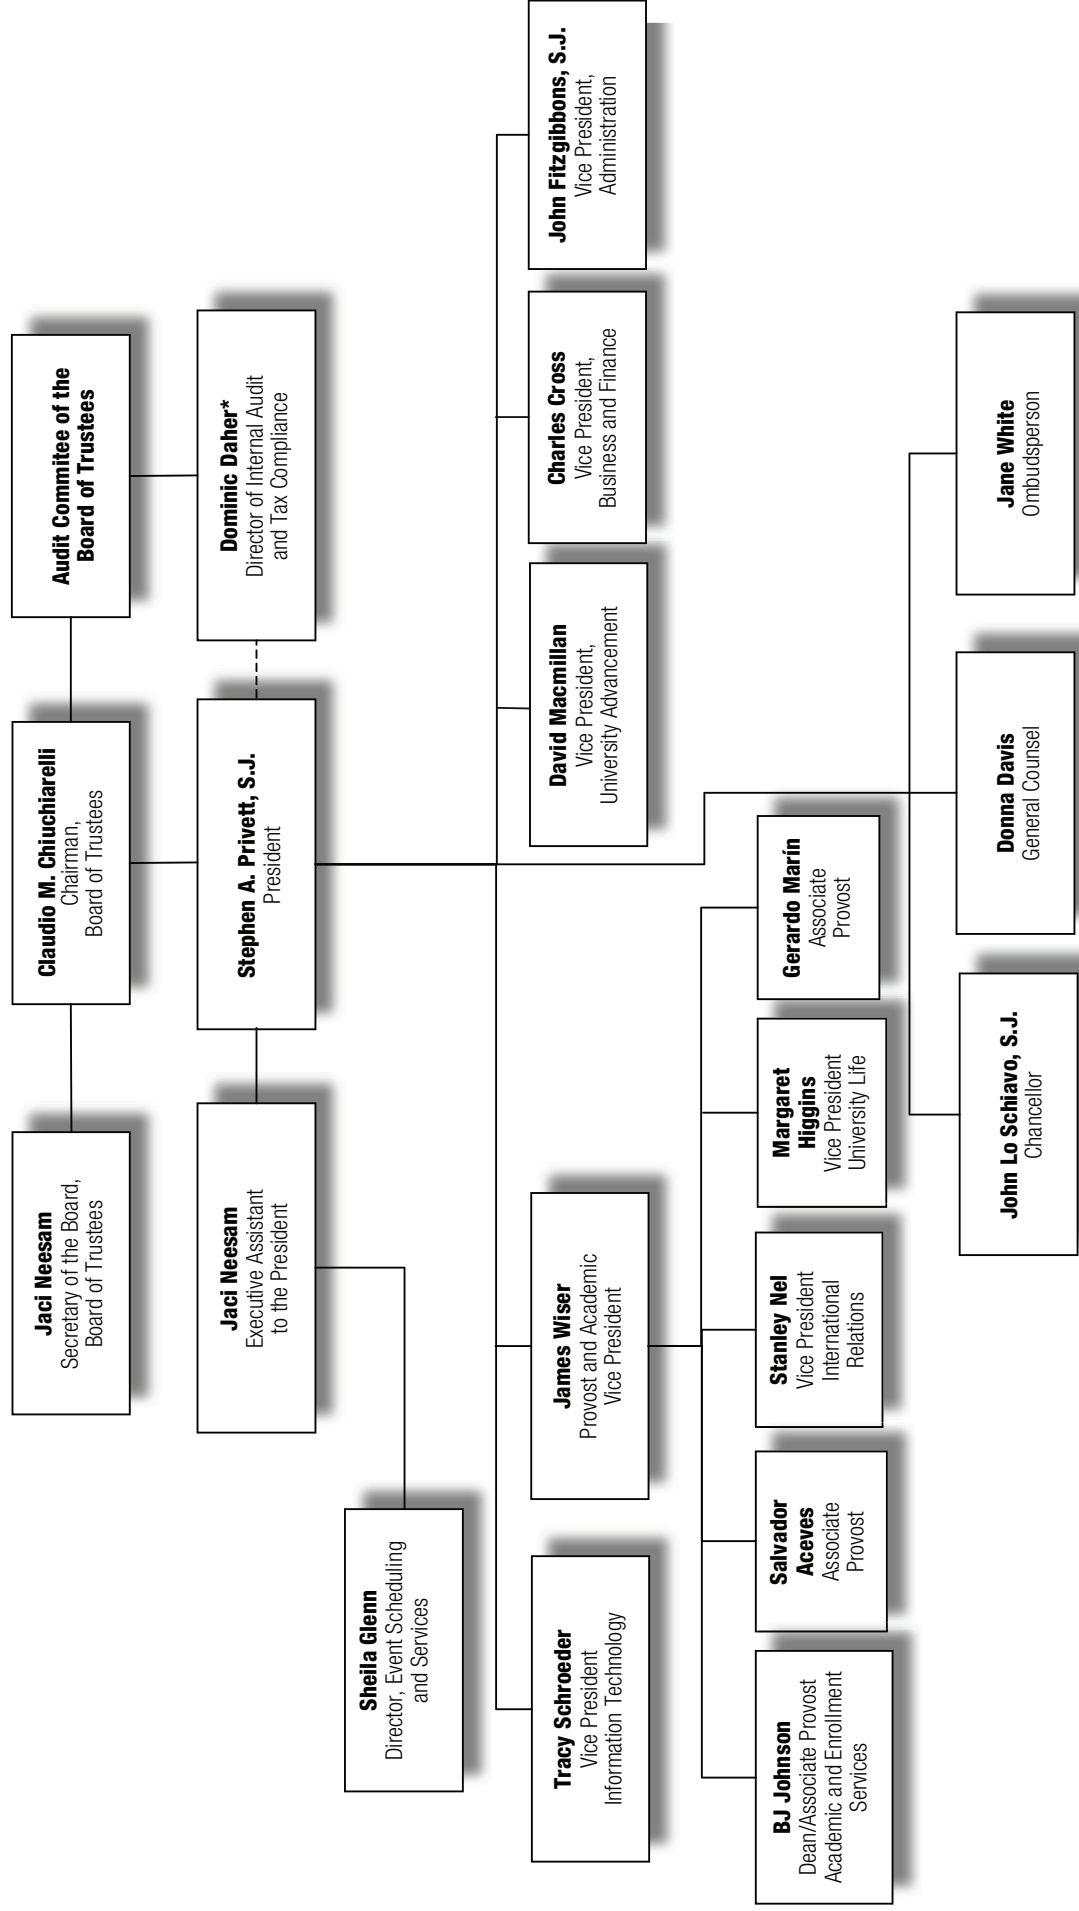 Jaci Neesam
Secretary of the Board,
Board of Trustees
Claudio M. Chiuchiarelli
Chairman,
Board of Trustees
Audit Commitee of the
Board of Trustees
Jaci Neesam
Executive Assistant
to the President
Stephen A. Privett, S.J.
President
Dominic Daher*
Director of Internal Audit
and Tax Compliance
Sheila Glenn
Director, Event Scheduling
and Services
Tracy Schroeder
Vice President
Information Technology
James Wiser
Provost and Academic
Vice President
David Macmillan
Vice President,
University Advancement
Charles Cross
Vice President,
Business and Finance
John Fitzgibbons, S.J.
Vice President,
Administration
BJ Johnson
Dean/Associate Provost
Academic and Enrollment
Services
Salvador
Aceves
Associate
Provost
Stanley Nel
Vice President
International
Relations
Margaret
Higgins
Vice President
University Life
Gerardo Marín
Associate
Provost
John Lo Schiavo, S.J.
Chancellor
Donna Davis
General Counsel
Jane White
Ombudsperson